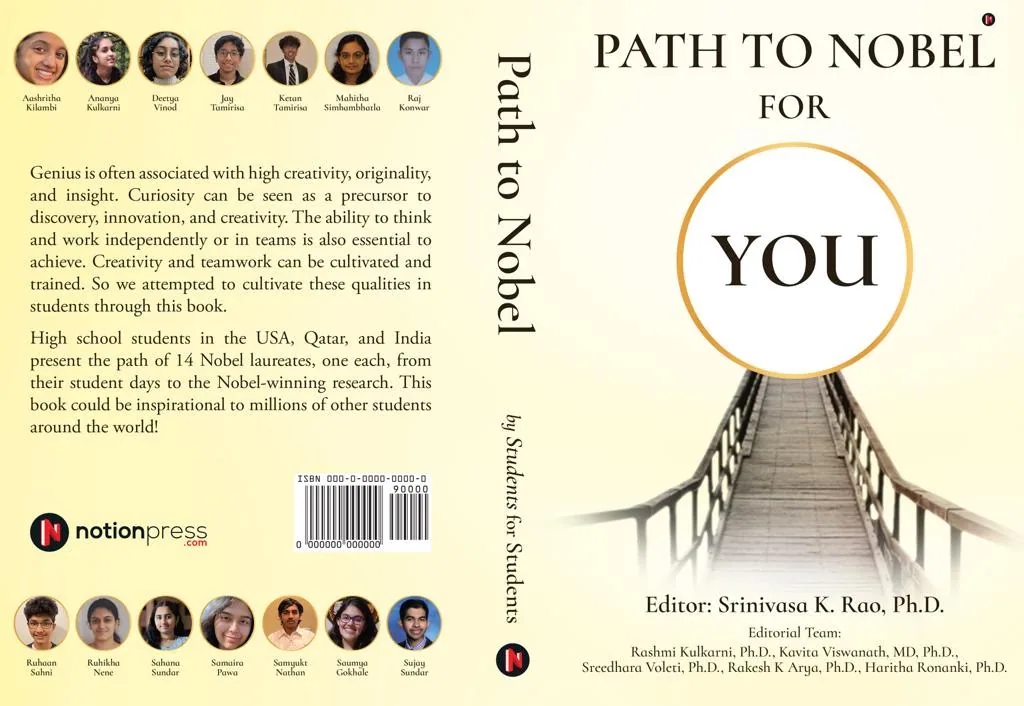 Aashritha
Kilambi
Ananya
Kulkarni
Deetya
Vinod
Jay
Tamirisa
Ketan
Tamirisa
Mahitha
Simhambhatla
Raj
Konwar
Genius is often associated with high creativity, originality,
and insight. Curiosity can be seen as a precursor to
discovery, innovation, and creativity. The ability to think
and work independently or in teams is also essential to
achieve. Creativity and teamwork can be cultivated and
trained. So we attempted to cultivate these qualities in
students through this book.
High school students in the USA, Qatar, and India
present the path of 14 Nobel laureates, one each, from
their student days to the Nobel-winning research. This
book could be inspirational to millions of other students
around the world!
ISBN 000-0-0000-0000-0
90000
0 000000 000000
notionpress
.com
Ruhaan
Sahni
Ruhikha
Nene
Sahana
Sundar
Samaira
Pawa
Samyukt
Nathan
Saumya
Gokhale
Sujay
Sundar
Path to Nobel
by Students for Students
PATH TO NOBEL
FOR
YOU
Editor: Srinivasa K. Rao, Ph.D.
Editorial Team:
Rashmi Kulkarni, Ph.D., Kavita Viswanath, MD, Ph.D.,
Sreedhara Voleti, Ph.D., Rakesh K Arya, Ph.D., Haritha Ronanki, Ph.D.